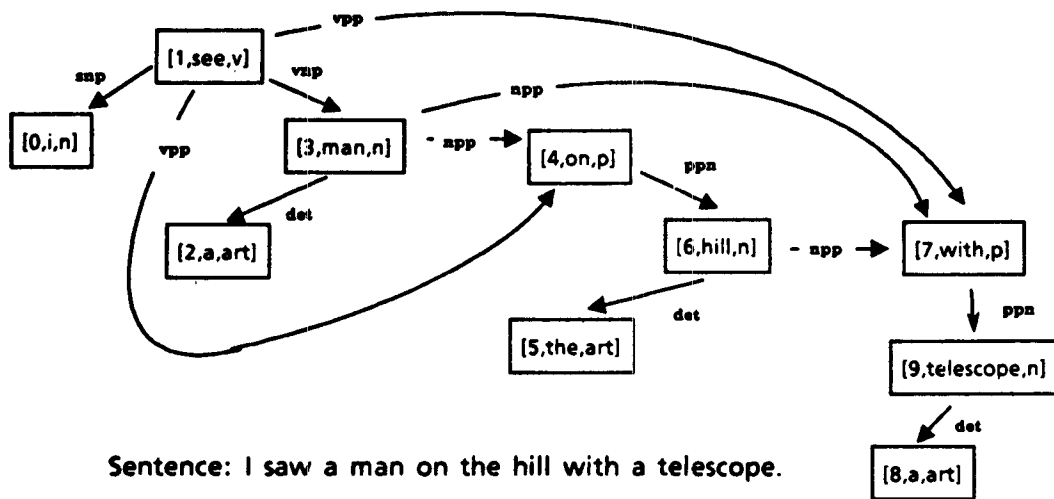 vpp
[1,see,v]
snp
vnp
npp
[0,i,n]
vpp
[3,man,n]
npp
[4,on,p]
ppn
det
[2,a,art]
[6,hill,n]
npp
[7,with,p]
det
ppn
[5,the,art]
[9,telescope,n]
det
Sentence: I saw a man on the hill with a telescope.
[8,a,art]